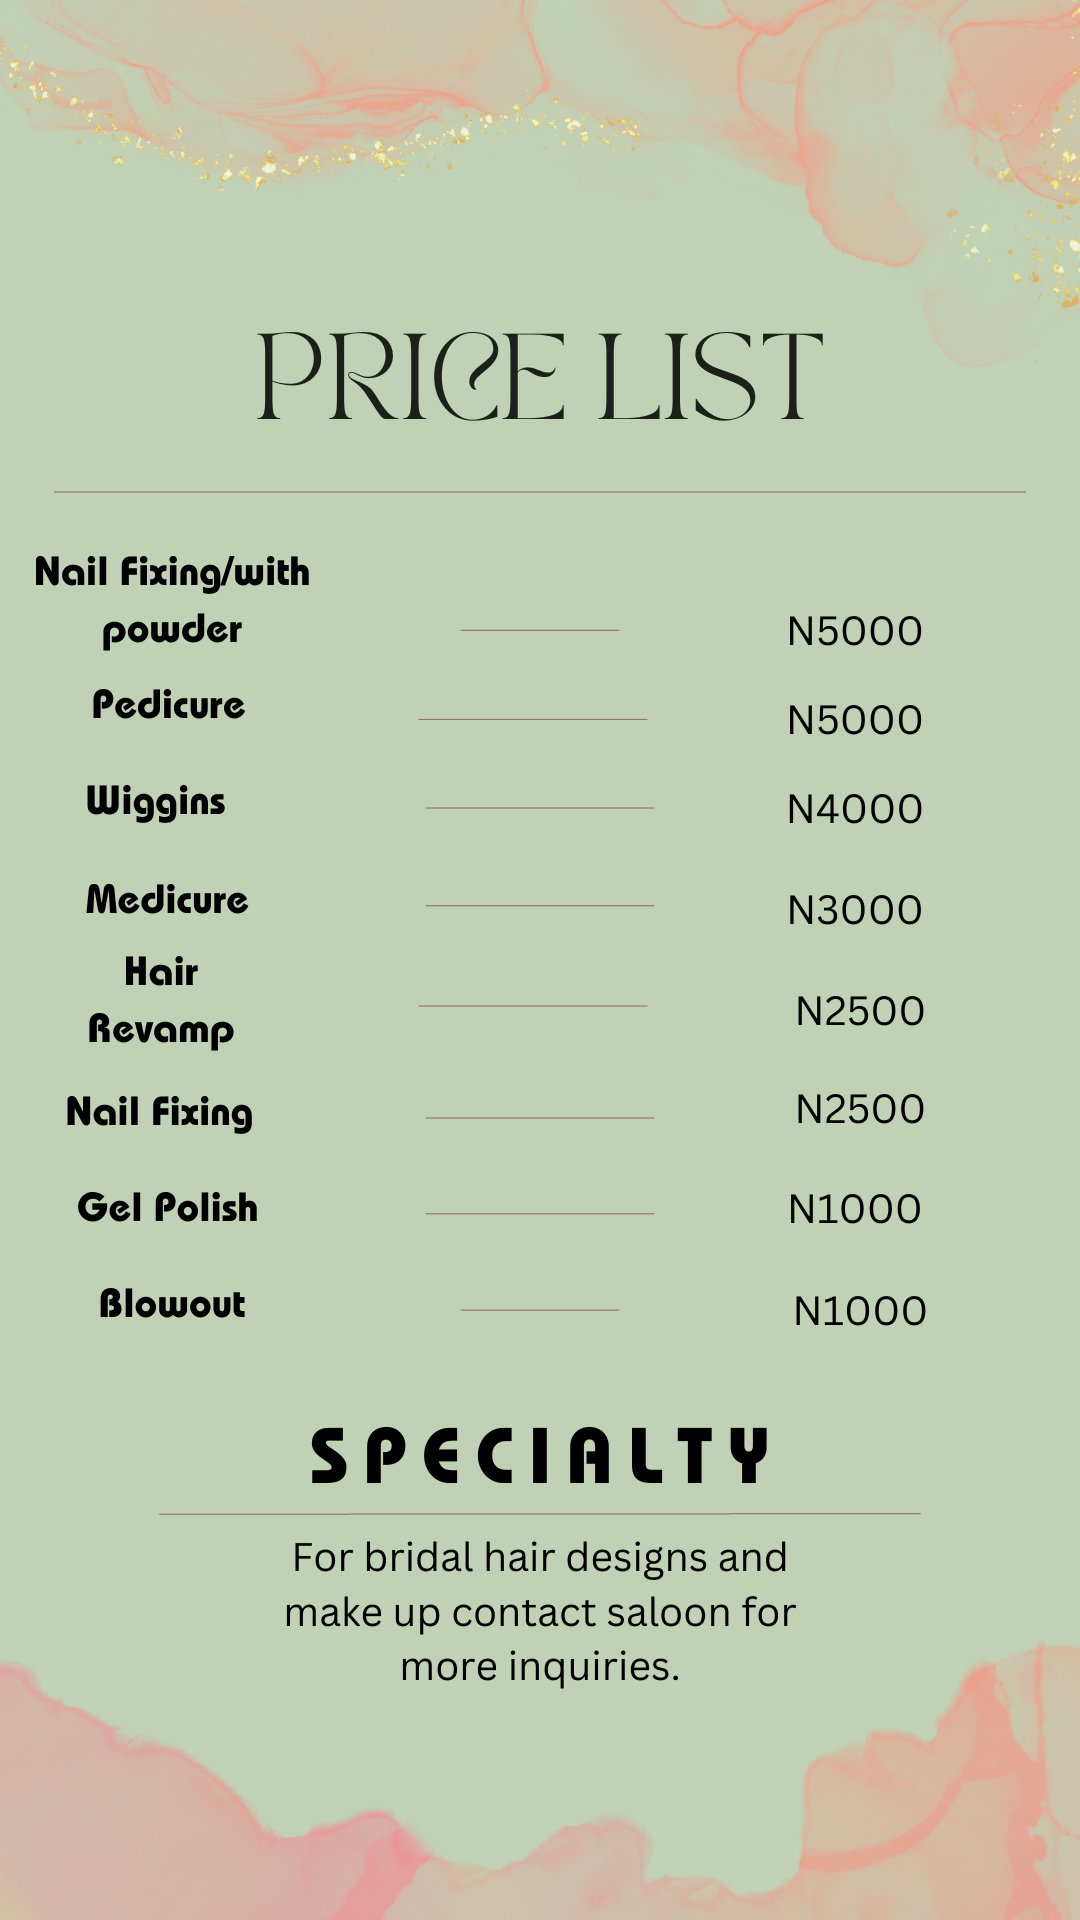 PRICE LIST
Nail Fixing/with
powder N5000
Pedicure N5000
Wiggins N4000
Medicure N3000
Hair
Revamp N2500
Nail Fixing N2500
Gel Polish N1000
Blowout N1000
SPECIALTY
For bridal hair designs and
make up contact saloon for
more inquiries.